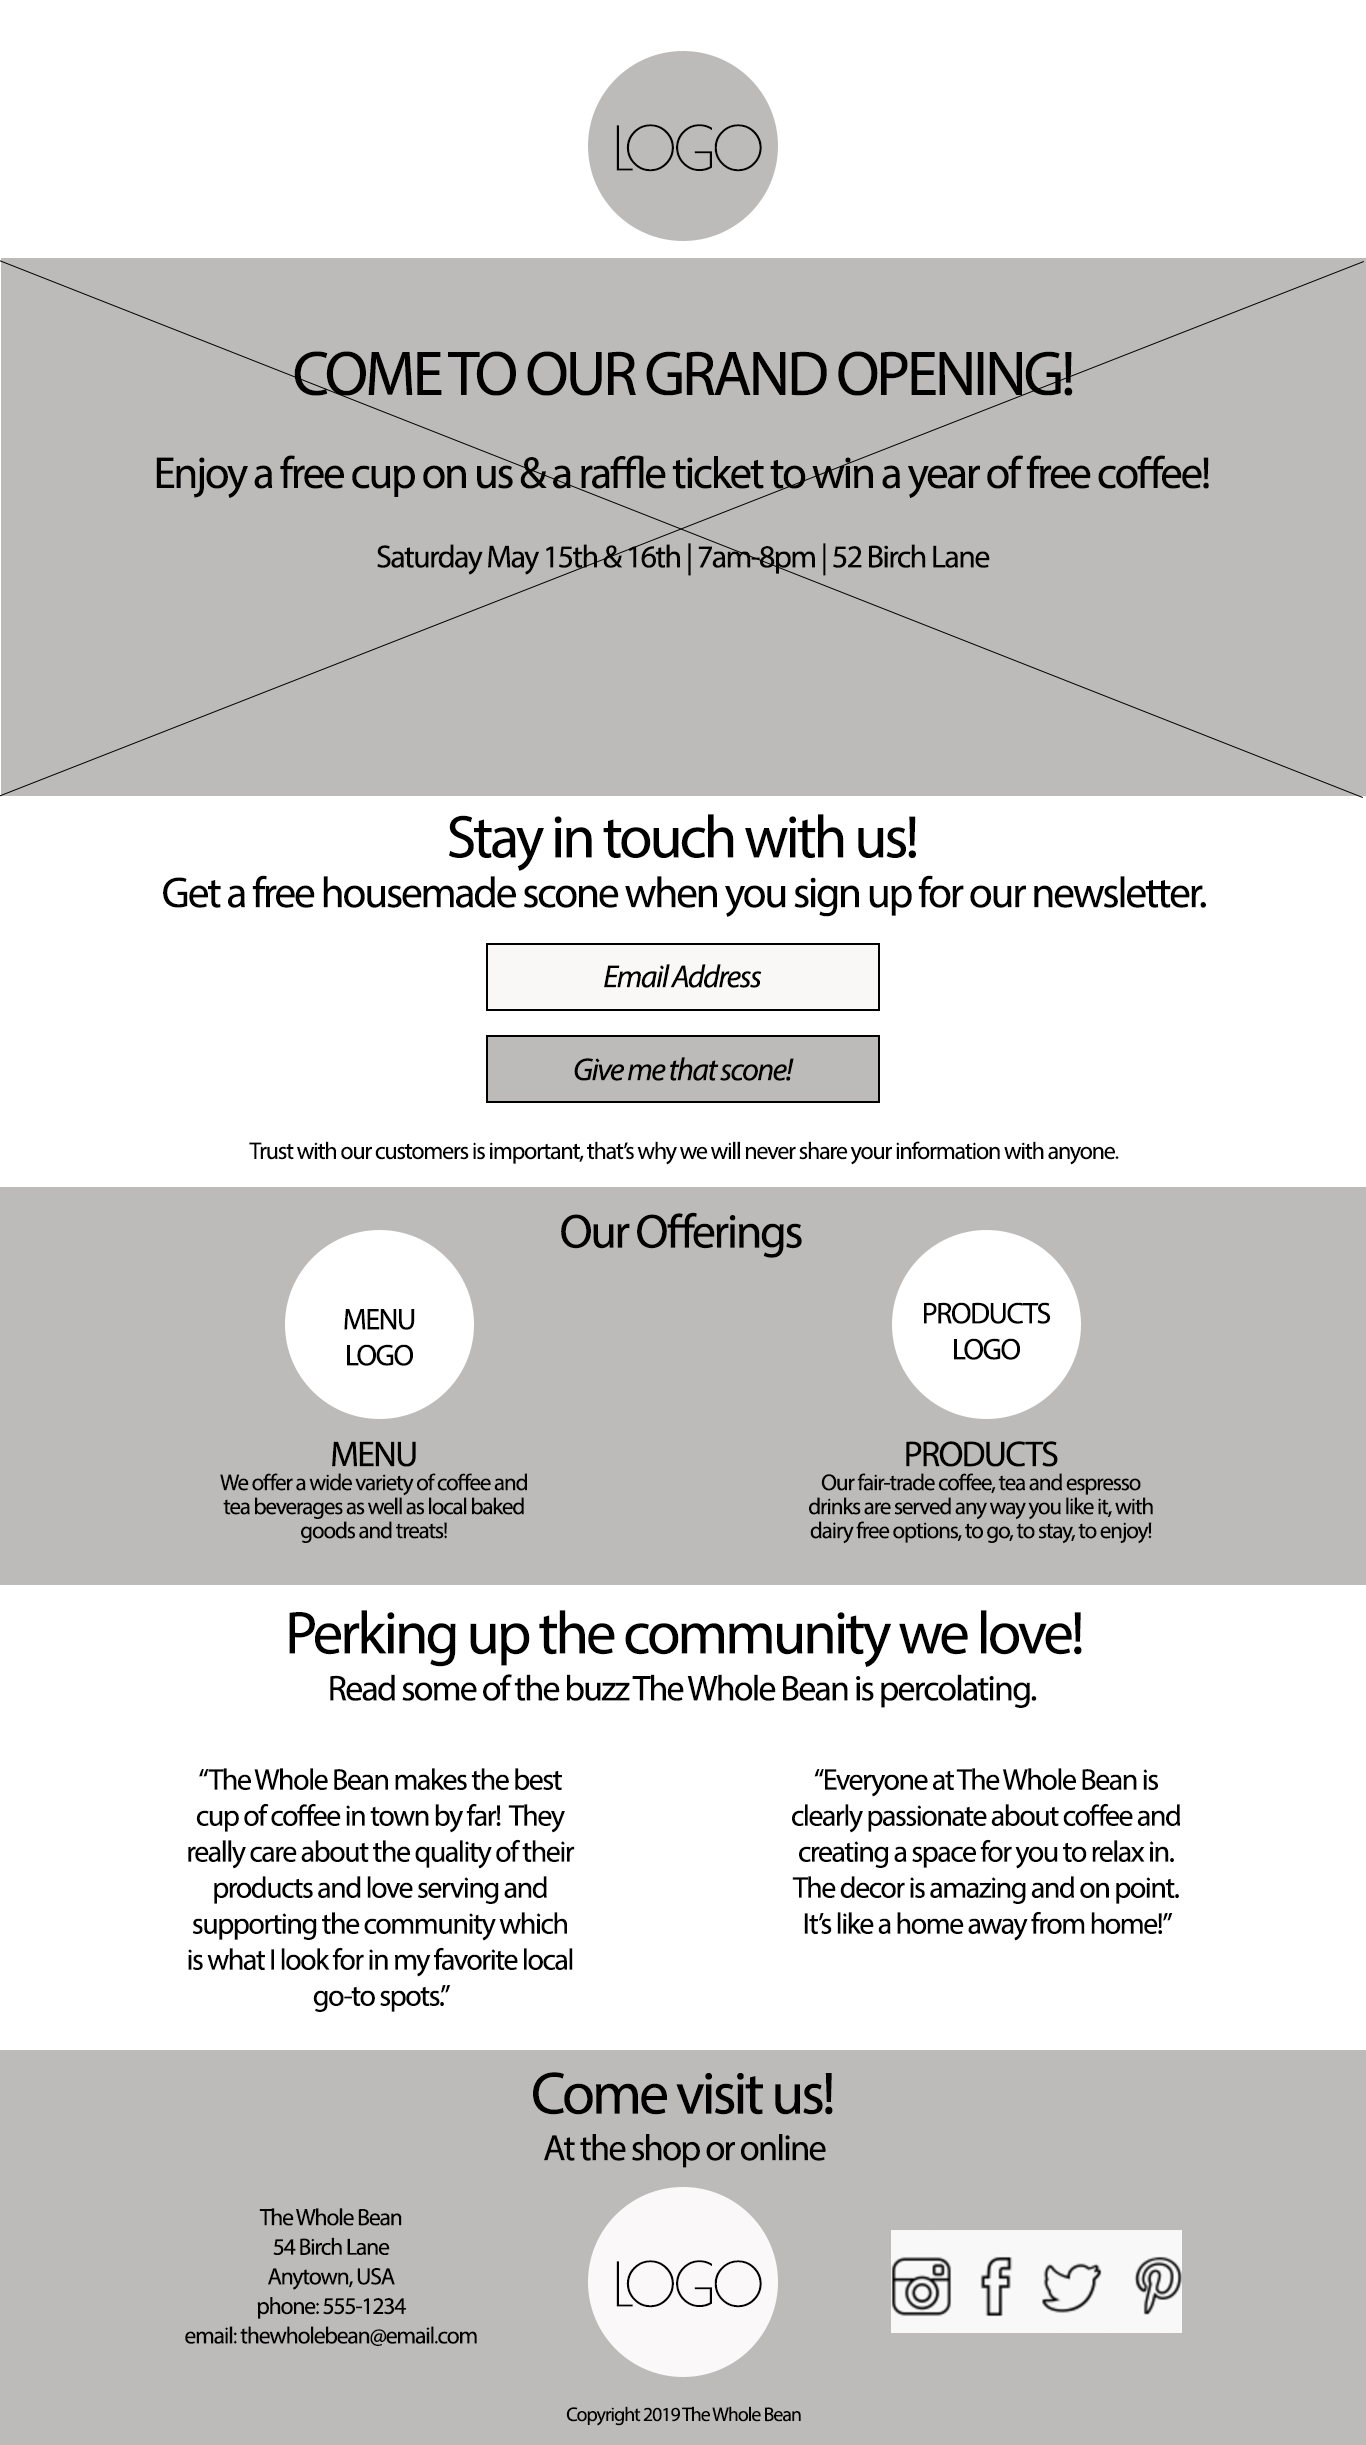 LOGO
COME TO OUR GRAND OPENING!
Enjoy a free cup on us & a raffle ticket to win a year of free coffee!
Saturday May 15th & 16th | 7am-8pm | 52 Birch Lane
Stay in touch with us!
Get a free housemade scone when you sign up for our newsletter.
Email Address
Give me that scone!
Trust with our customers is important, that’s why we will never share your information with anyone.
Our Offerings
MENU
LOGO
MENU
We offer a wide variety of coffee and
tea beverages as well as local baked
goods and treats!
PRODUCTS
LOGO
PRODUCTS
Our fair-trade coffee, tea and espresso
drinks are served any way you like it, with
dairy free options, to go, to stay, to enjoy!
Perking up the community we love!
Read some of the buzz The Whole Bean is percolating.
“The Whole Bean makes the best
cup of coffee in town by far!  They
really care about the quality of their
products and love serving and
supporting the community which
is what I look for in my favorite local
go-to spots.”
“Everyone at The Whole Bean is
clearly passionate about coffee and
creating a space for you to relax in.
The decor is amazing and on point.
It’s like a home away from home!”
Come visit us!
At the shop or online
The Whole Bean
54 Birch Lane
Anytown, USA
phone: 555-1234
email: thewholebean@email.com
LOGO
Copyright 2019 The Whole Bean